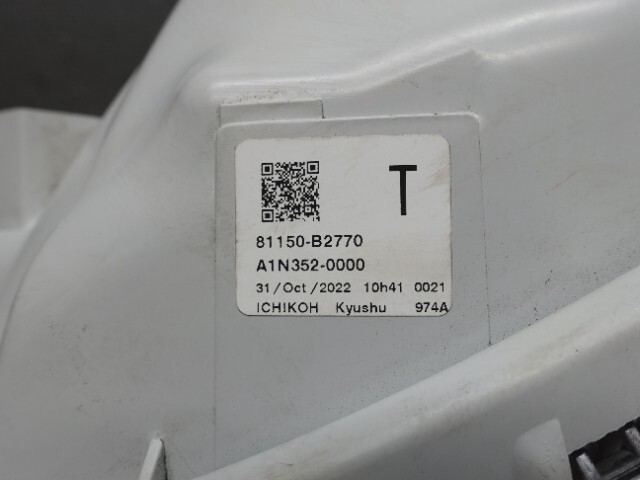 T
81150-B2770
A1N352-0000
31/Oct/2022 10h41 0021
ICHIKOH Kyushu 974A